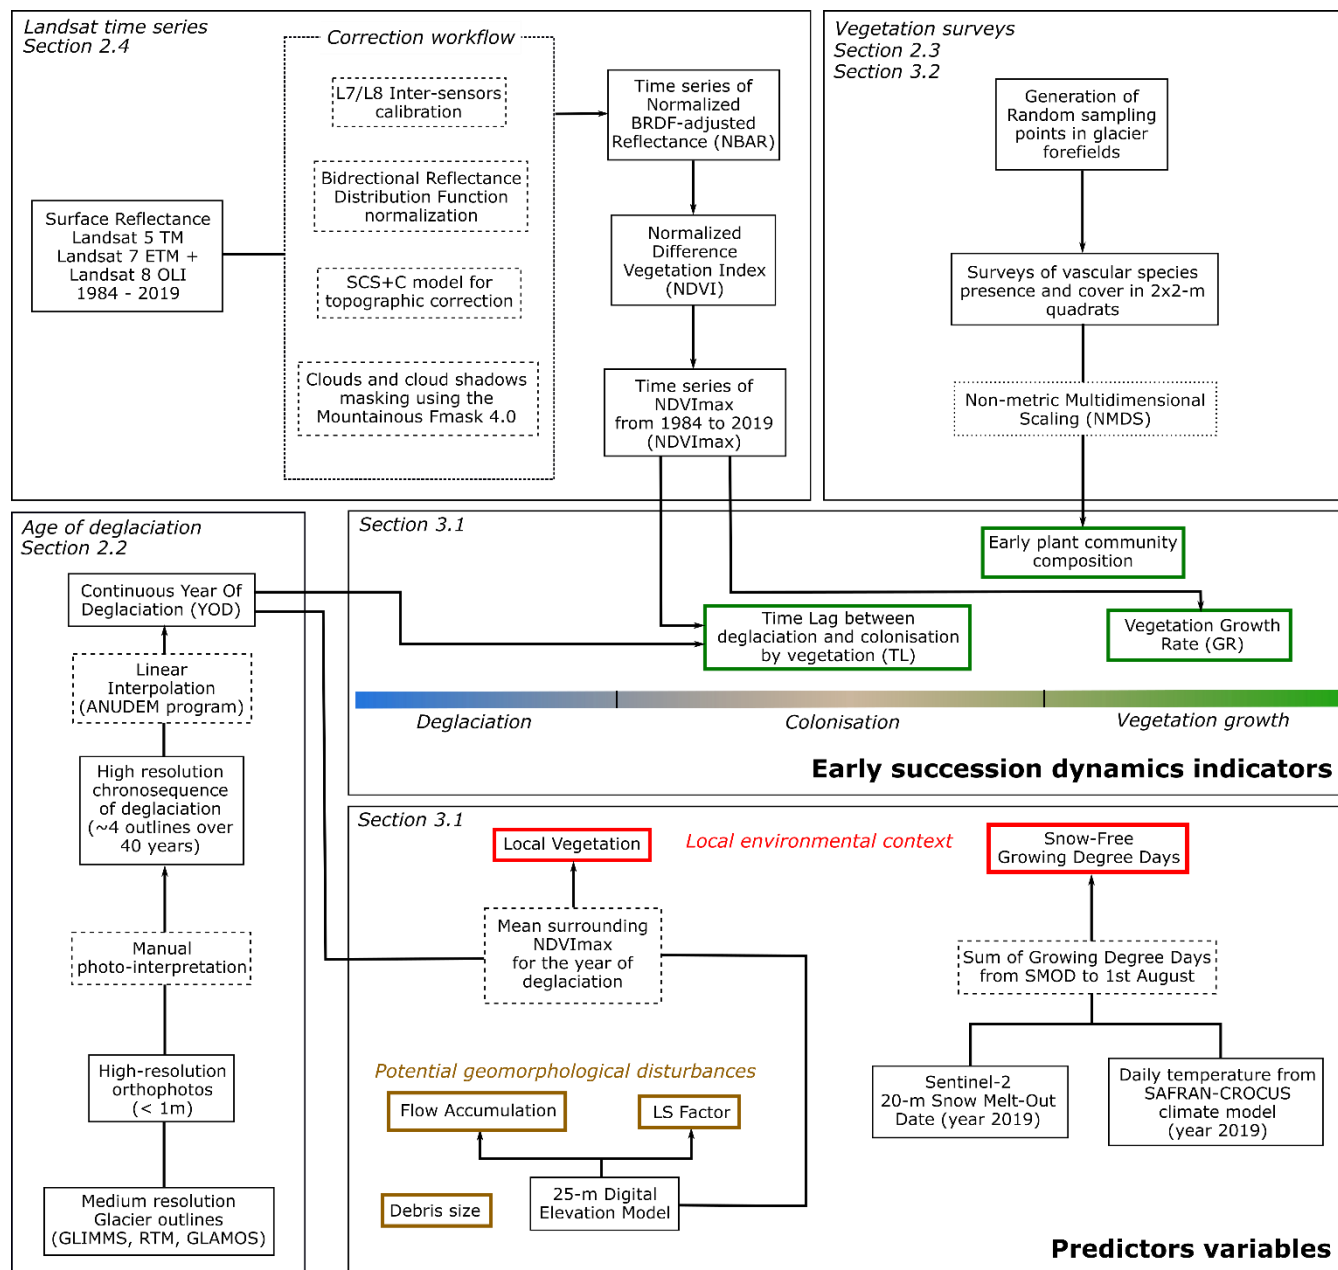 Landsat time series
Section 2.4
Correction workflow
L7/L8 Inter-sensors
calibration
Bidrectional Reflectance
Distribution Function
normalization
SCS+C model for
topographic correction
Clouds and cloud shadows
masking using the
Mountainous Fmask 4.0
Surface Reflectance
Landsat 5 TM
Landsat 7 ETM +
Landsat 8 OLI
1984 - 2019
Time series of
Normalized
BRDF-adjusted
Reflectance (NBAR)
Normalized
Difference
Vegetation Index
(NDVI)
Time series of
NDVImax
from 1984 to 2019
(NDVImax)
Vegetation surveys
Section 2.3
Section 3.2
Generation of
Random sampling
points in glacier
forefields
Surveys of vascular species
presence and cover in 2x2-m
quadrats
Non-metric Multidimensional
Scaling (NMDS)
Age of deglaciation
Section 2.2
Continuous Year Of
Deglaciation (YOD)
Linear
Interpolation
(ANUDEM program)
High resolution
chronosequence
of deglaciation
(~4 outlines over
40 years)
Manual
photo-interpretation
High-resolution
orthophotos
(< 1m)
Medium resolution
Glacier outlines
(GLIMMS, RTM, GLAMOS)
Section 3.1
Early plant community
composition
Time Lag between
deglaciation and colonisation
by vegetation (TL)
Vegetation Growth
Rate (GR)
Deglaciation
Colonisation
Vegetation growth
Early succession dynamics indicators
Section 3.1
Local Vegetation
Local environmental context
Snow-Free
Growing Degree Days
Mean surrounding
NDVImax
for the year of
deglaciation
Sum of Growing Degree Days
from SMOD to 1st August
Potential geomorphological disturbances
Flow Accumulation
LS Factor
Sentinel-2
20-m Snow Melt-Out
Date (year 2019)
Daily temperature from
SAFRAN-CROCUS
climate model
(year 2019)
Debris size
25-m Digital
Elevation Model
Predictors variables